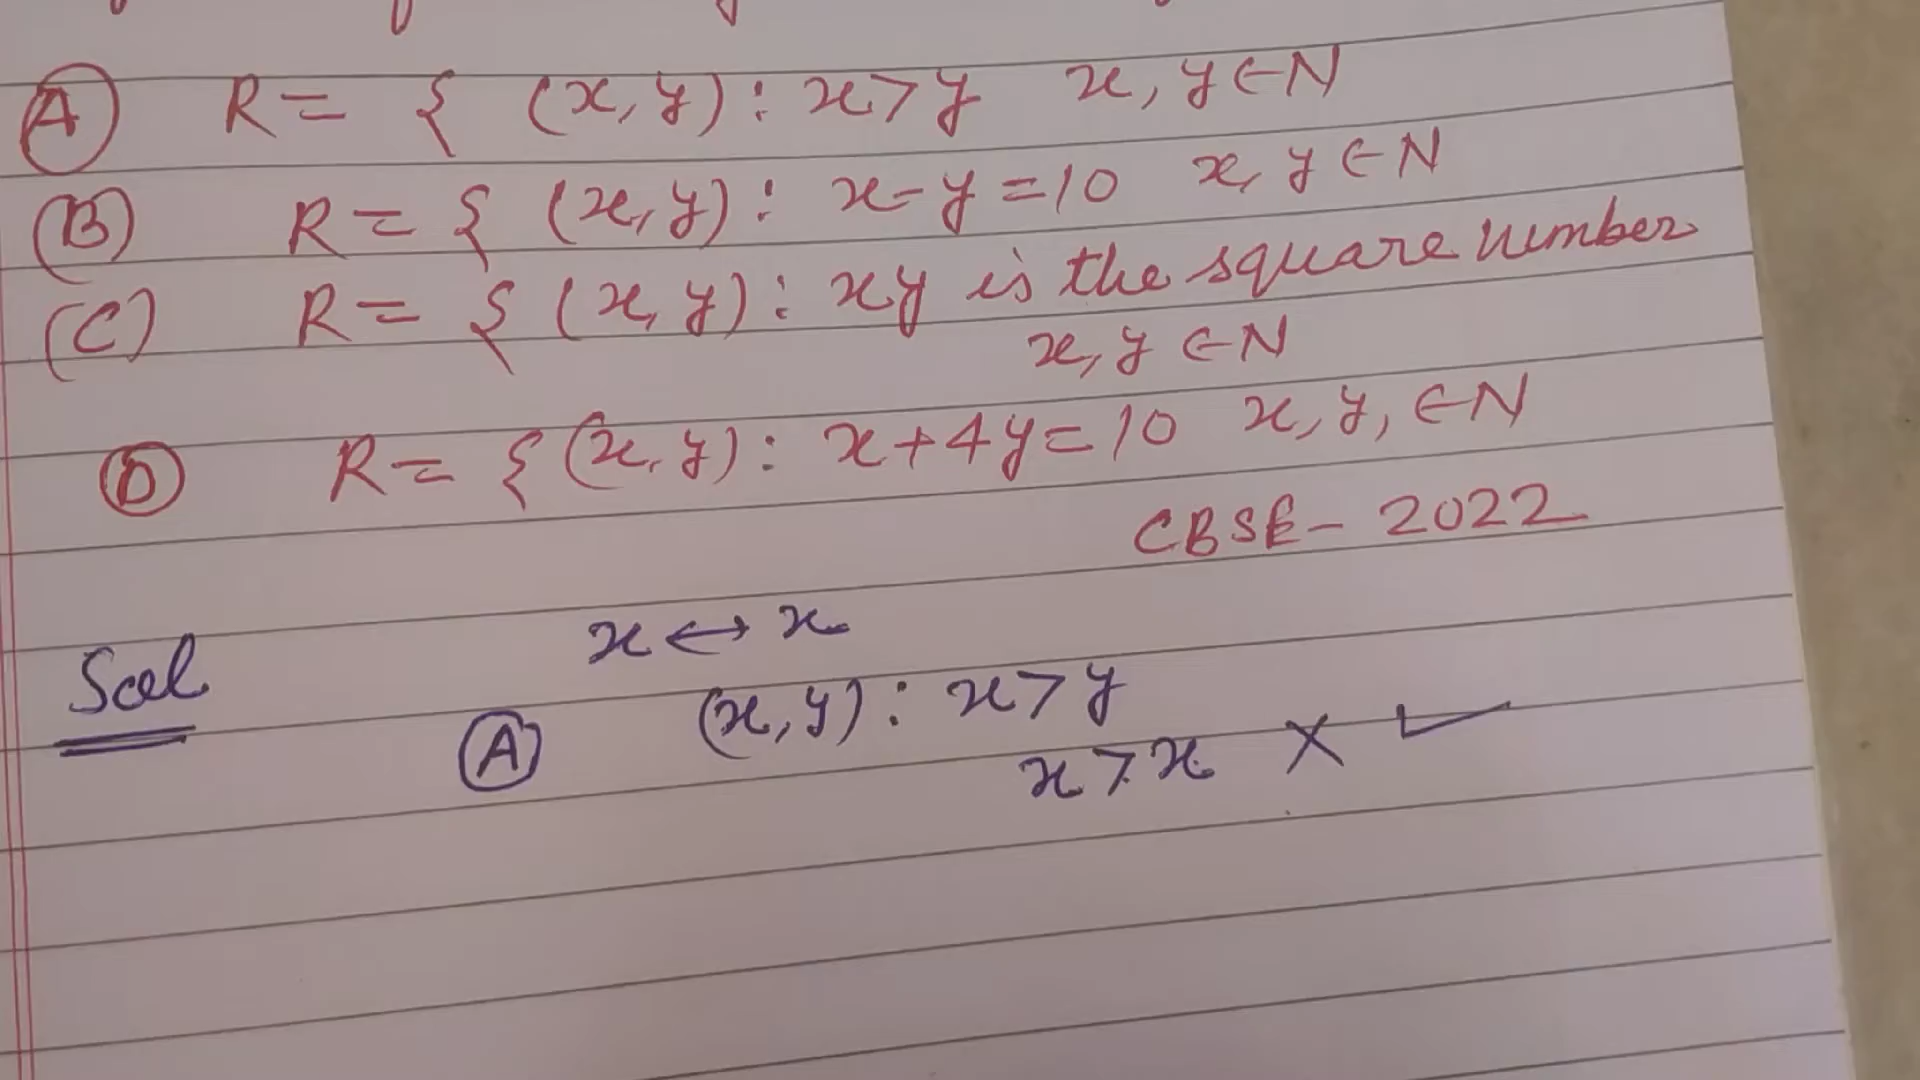 (A) R = { (x, y) : x > y x, y ∈ N
(B) R = { (x, y) : x - y = 10 x, y ∈ N
(C) R = { (x, y) : xy is the square number
x, y ∈ N
(D) R = { (x, y) : x + 4y = 10 x, y, ∈ N
CBSE - 2022
x ↔ x
Sol
(A) (x, y) : x > y
x > x × ✓